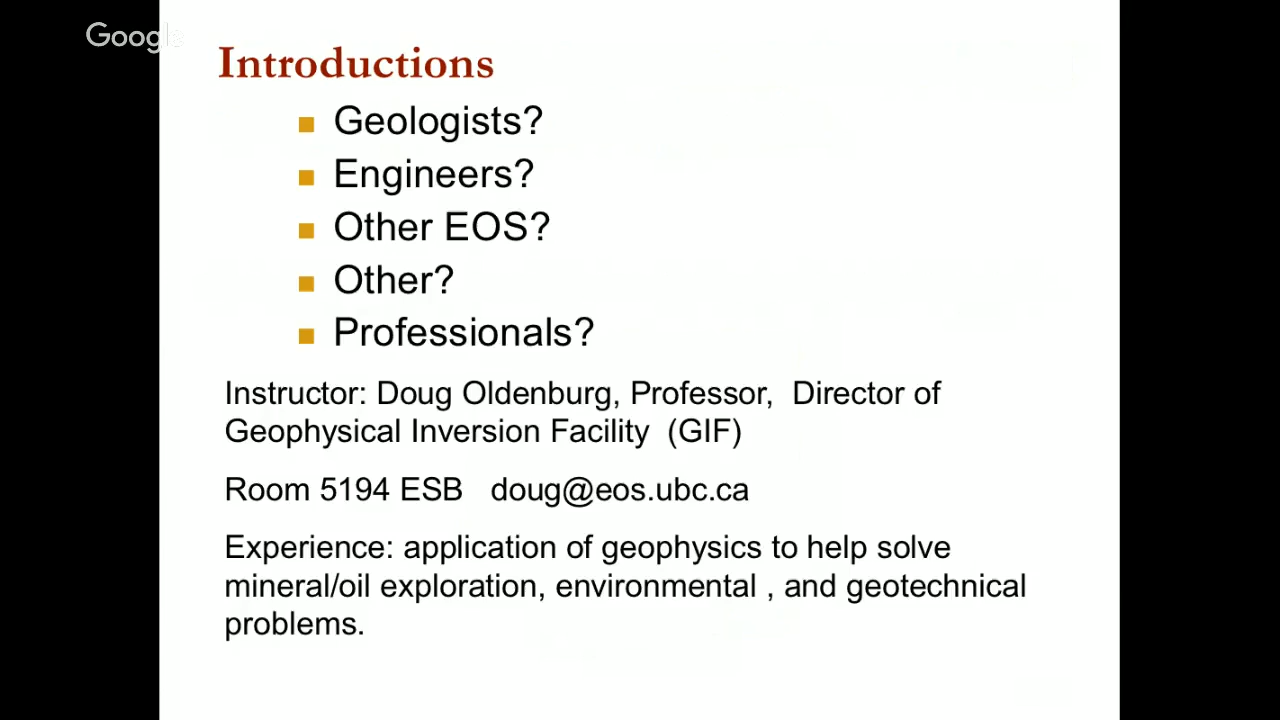 Google
Introductions
Geologists?
Engineers?
Other EOS?
Other?
Professionals?
Instructor: Doug Oldenburg, Professor,  Director of
Geophysical Inversion Facility  (GIF)
Room 5194 ESB   doug@eos.ubc.ca
Experience: application of geophysics to help solve
mineral/oil exploration, environmental , and geotechnical
problems.